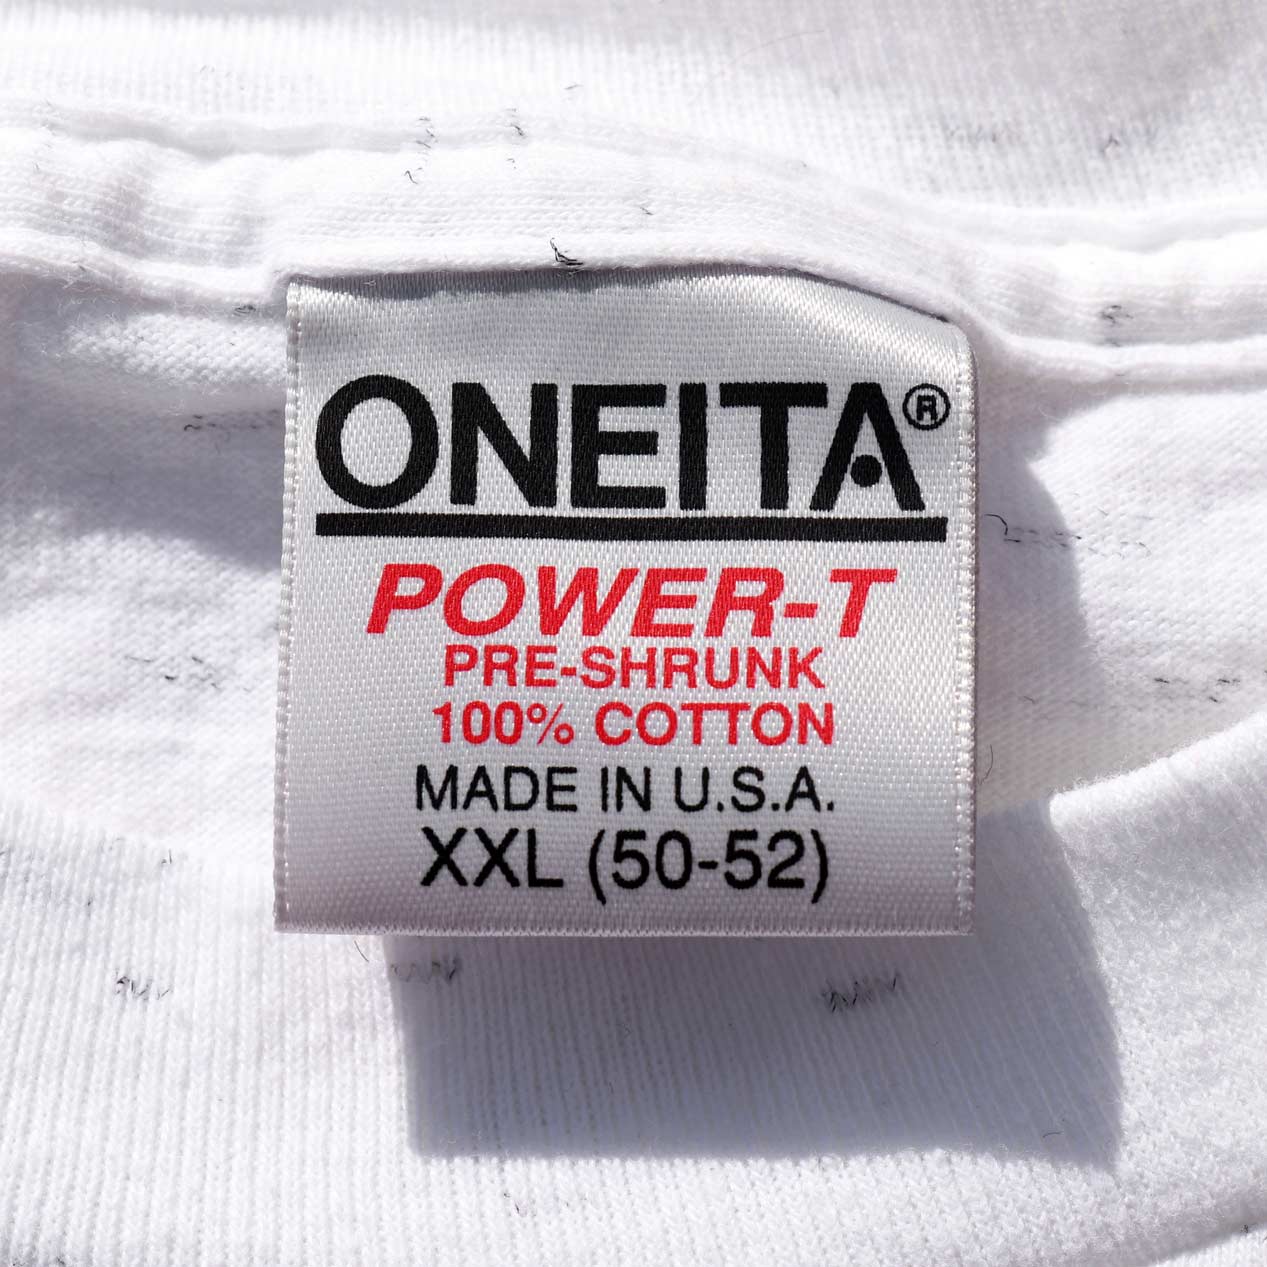 ONEITA®
POWER-T
PRE-SHRUNK
100% COTTON
MADE IN U.S.A.
XXL (50-52)